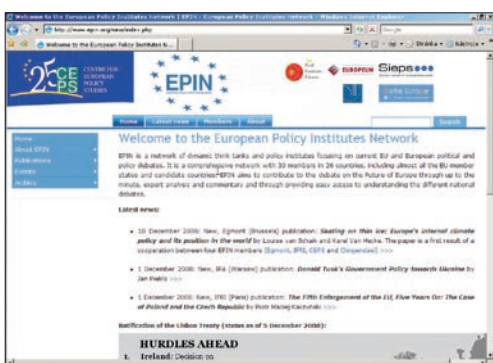 Welcome to the European Policy Institutes Network | EPIN - European Policy Institutes Network - Windows Internet Explorer
Welcome to the European Policy Institutes N...
Stránka
Nástroje
25 CEPS
CENTRE FOR
EUROPEAN
POLICY
STUDIES
EPIN
EUROPEUM
Sieps
Home Latest news Members About
Search
Home
About EPIN
Publications
Events
Archive
Welcome to the European Policy Institutes Network
EPIN is a network of dynamic think tanks and policy institutes focusing on current EU and European political and
policy debates. It is a comprehensive network with 30 members in 26 countries, including almost all the EU member
states and candidate countries. EPIN aims to contribute to the debate on the Future of Europe through up to the
minute, expert analysis and commentary and through providing easy access to understanding the different national
debates.
Latest news:
18 December 2008: New, Egmont (Brussels) publication: Skating on thin ice: Europe's internal climate
policy and its position in the world by Louise van Schaik and Karel Van Hecke. The paper is a first result of a
cooperation between four EPIN members (Egmont, IFRI, CEPS and Clingendael) >>>
1 December 2008: New, (Warsaw) publication: Donald Tusk's Government Policy towards Ukraine by
Jan >>>
1 December 2008: New, IFRI (Paris) publication: The Fifth Enlargement of the EU, Five Years On: The Case
of Poland and the Czech Republic by Piotr Maciej Kaczyński >>>
Ratification of the Lisbon Treaty (status as of 5 December 2008):
HURDLES AHEAD
1. Ireland: Decision on